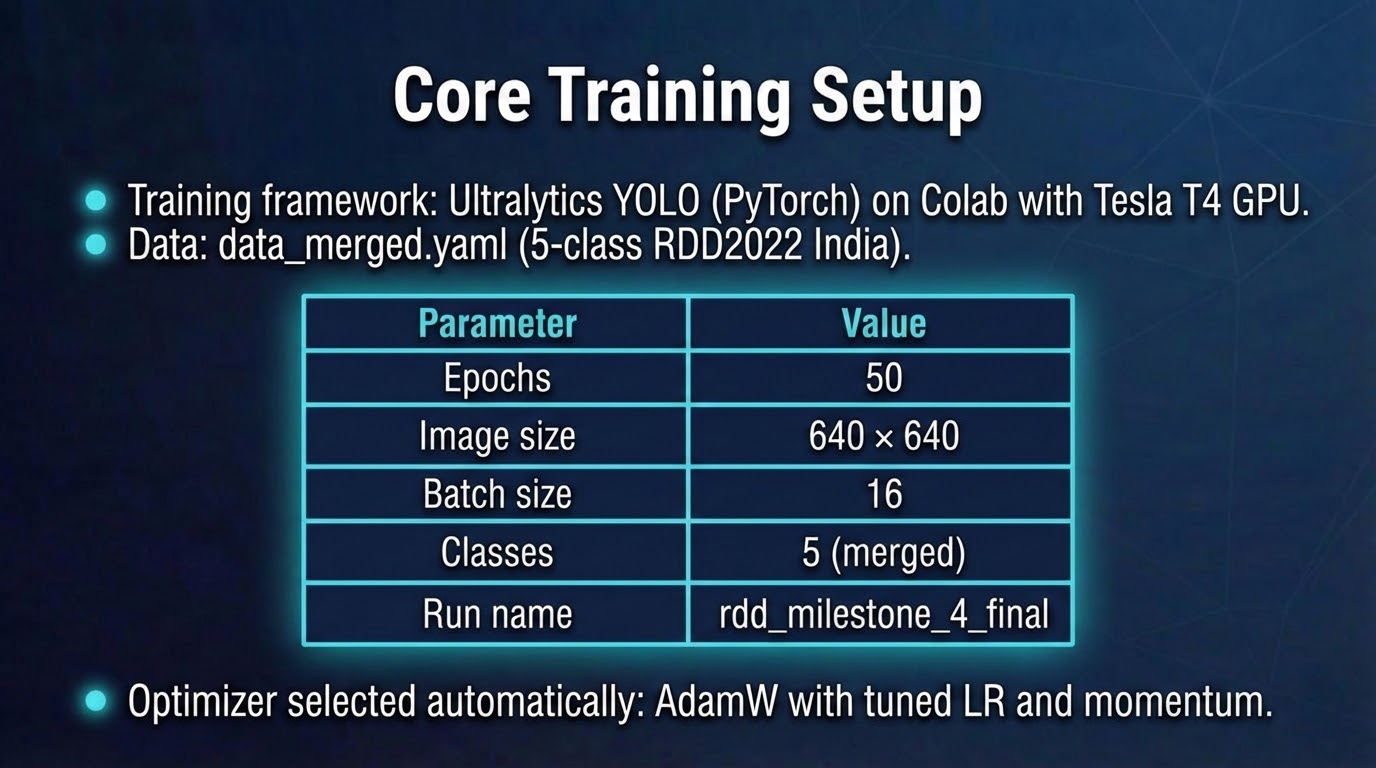 Core Training Setup
Training framework: Ultralytics YOLO (PyTorch) on Colab with Tesla T4 GPU.
Data: data_merged.yaml (5-class RDD2022 India).
Parameter Value
Epochs 50
Image size 640 × 640
Batch size 16
Classes 5 (merged)
Run name rdd_milestone_4_final
Optimizer selected automatically: AdamW with tuned LR and momentum.